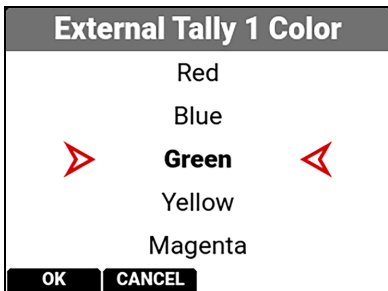 External Tally 1 Color
Red
Blue
Green
Yellow
Magenta
OK CANCEL